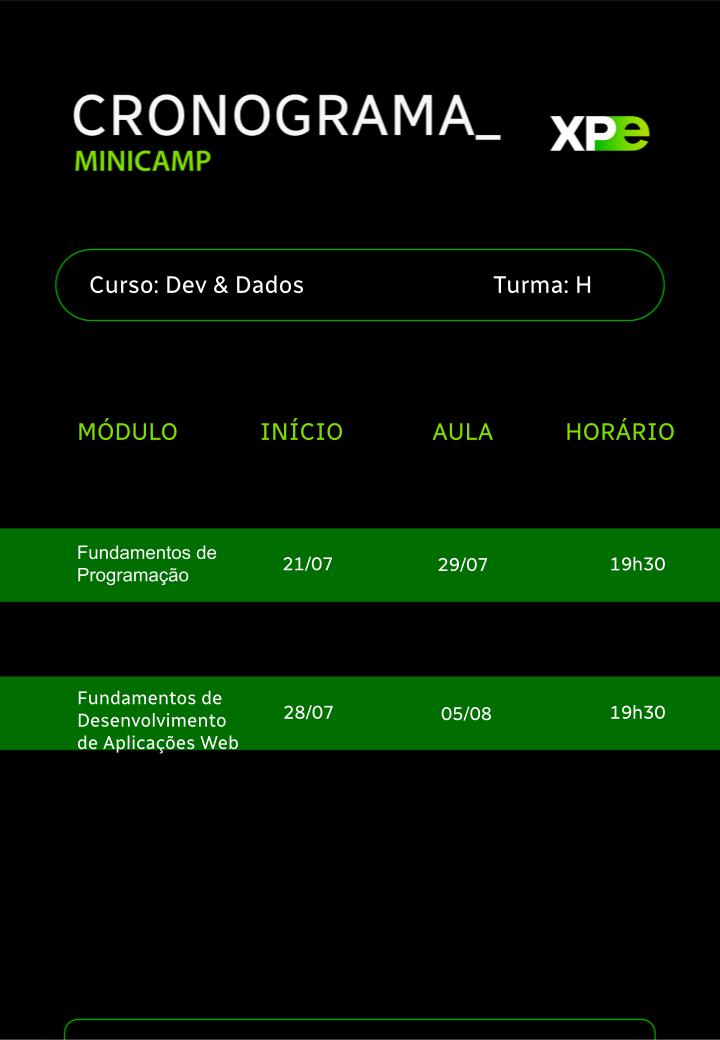 CRONOGRAMA_
XPe
MINICAMP
Curso: Dev & Dados Turma: H
MÓDULO INÍCIO AULA HORÁRIO
Fundamentos de
Programação
21/07 29/07 19h30
Fundamentos de
Desenvolvimento
de Aplicações Web
28/07 05/08 19h30